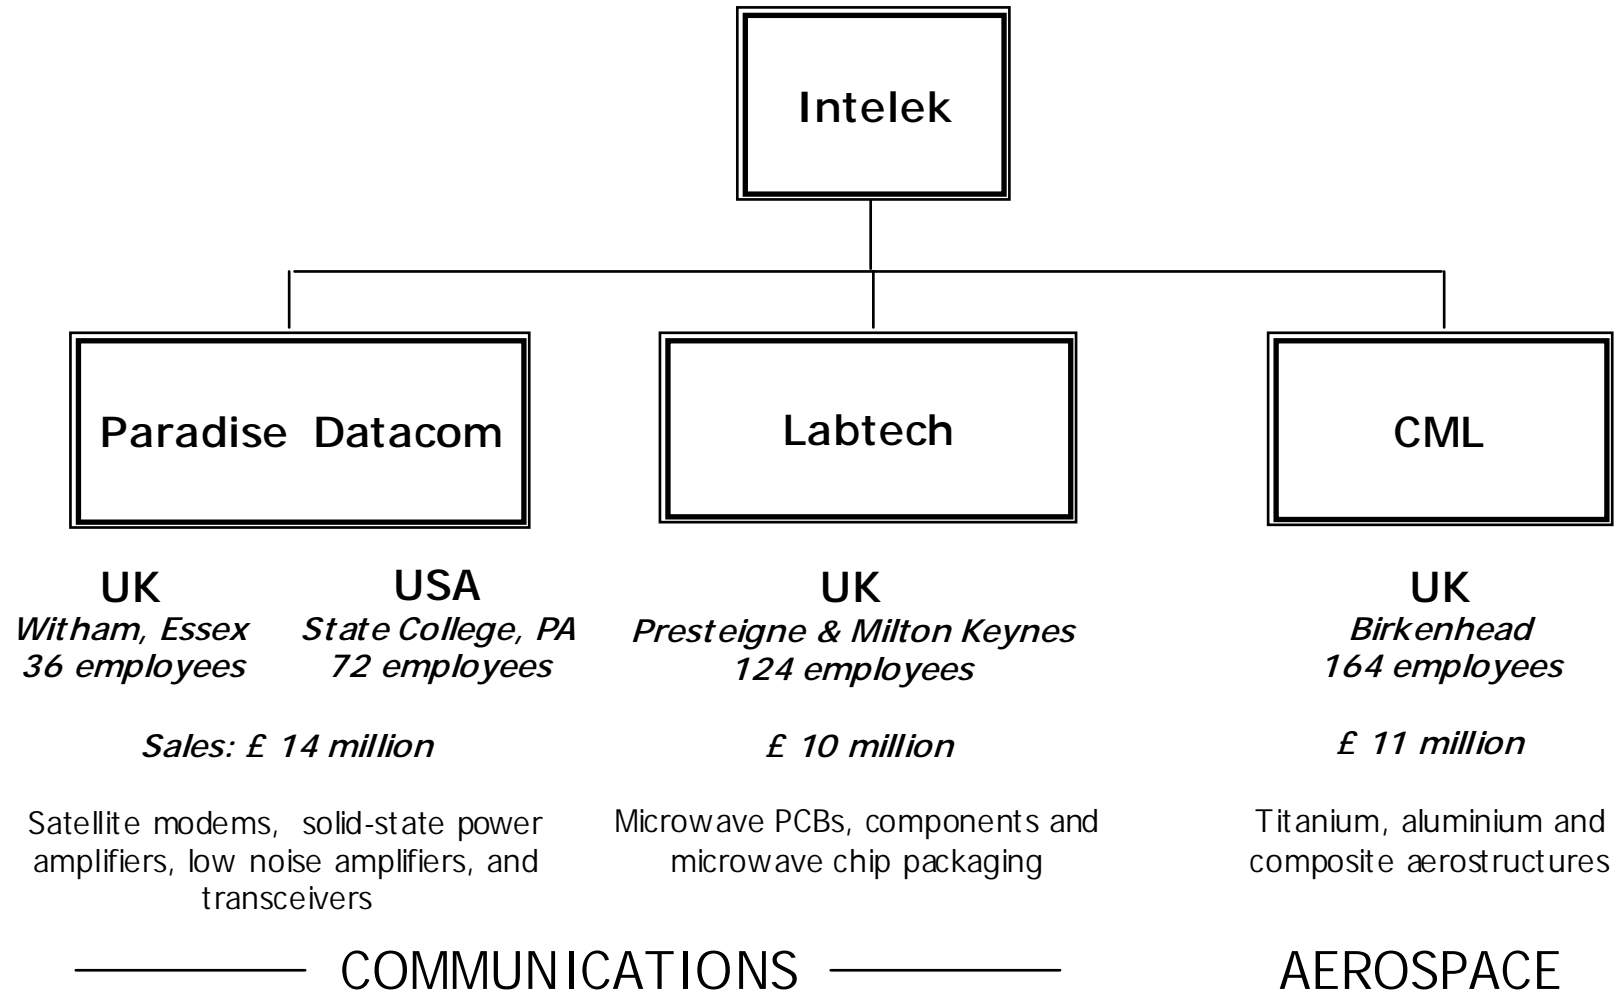 Intelek
Paradise Datacom
Labtech
CML
UK
Witham, Essex
36 employees
USA
State College, PA
72 employees
Sales: £ 14 million
Satellite modems, solid-state power
amplifiers, low noise amplifiers, and
transceivers
UK
Presteigne & Milton Keynes
124 employees
£ 10 million
Microwave PCBs, components and
microwave chip packaging
UK
Birkenhead
164 employees
£ 11 million
Titanium, aluminium and
composite aerostructures
COMMUNICATIONS
AEROSPACE